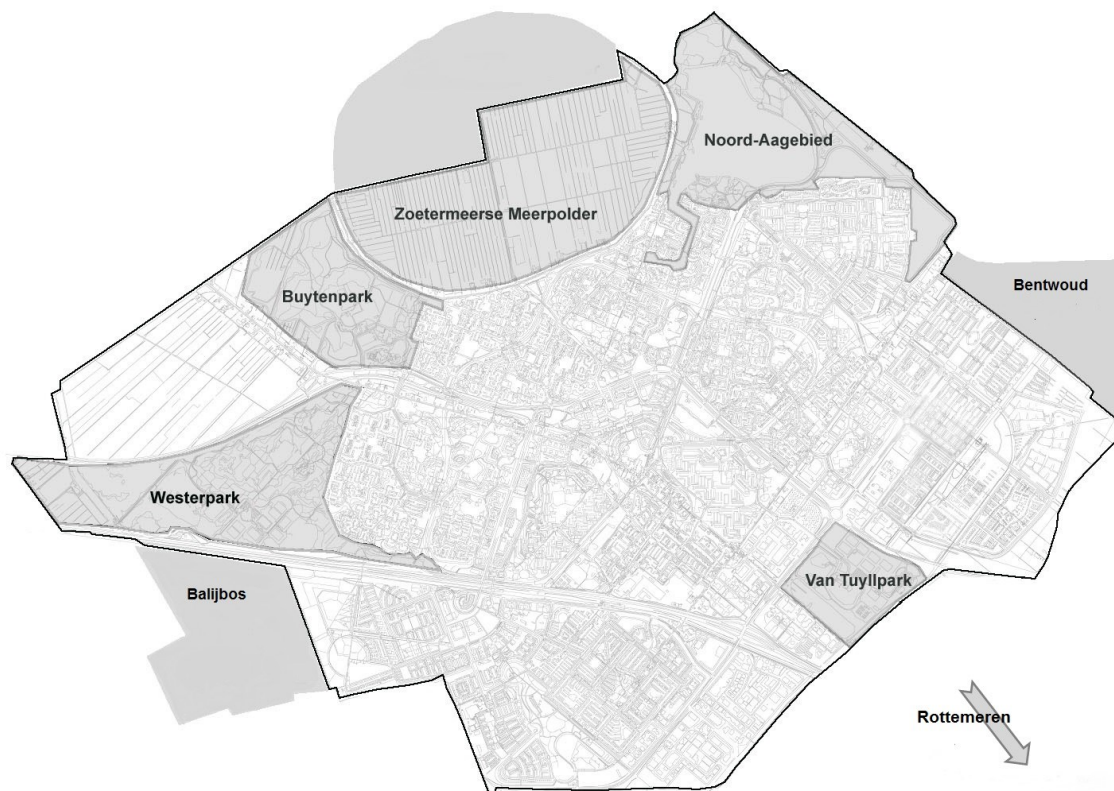 Noord-Aagebied
Zoetermeerse Meerpolder
Bentwoud
Buytenpark
Westerpark
Van Tuyllpark
Balijbos
Rottemeren